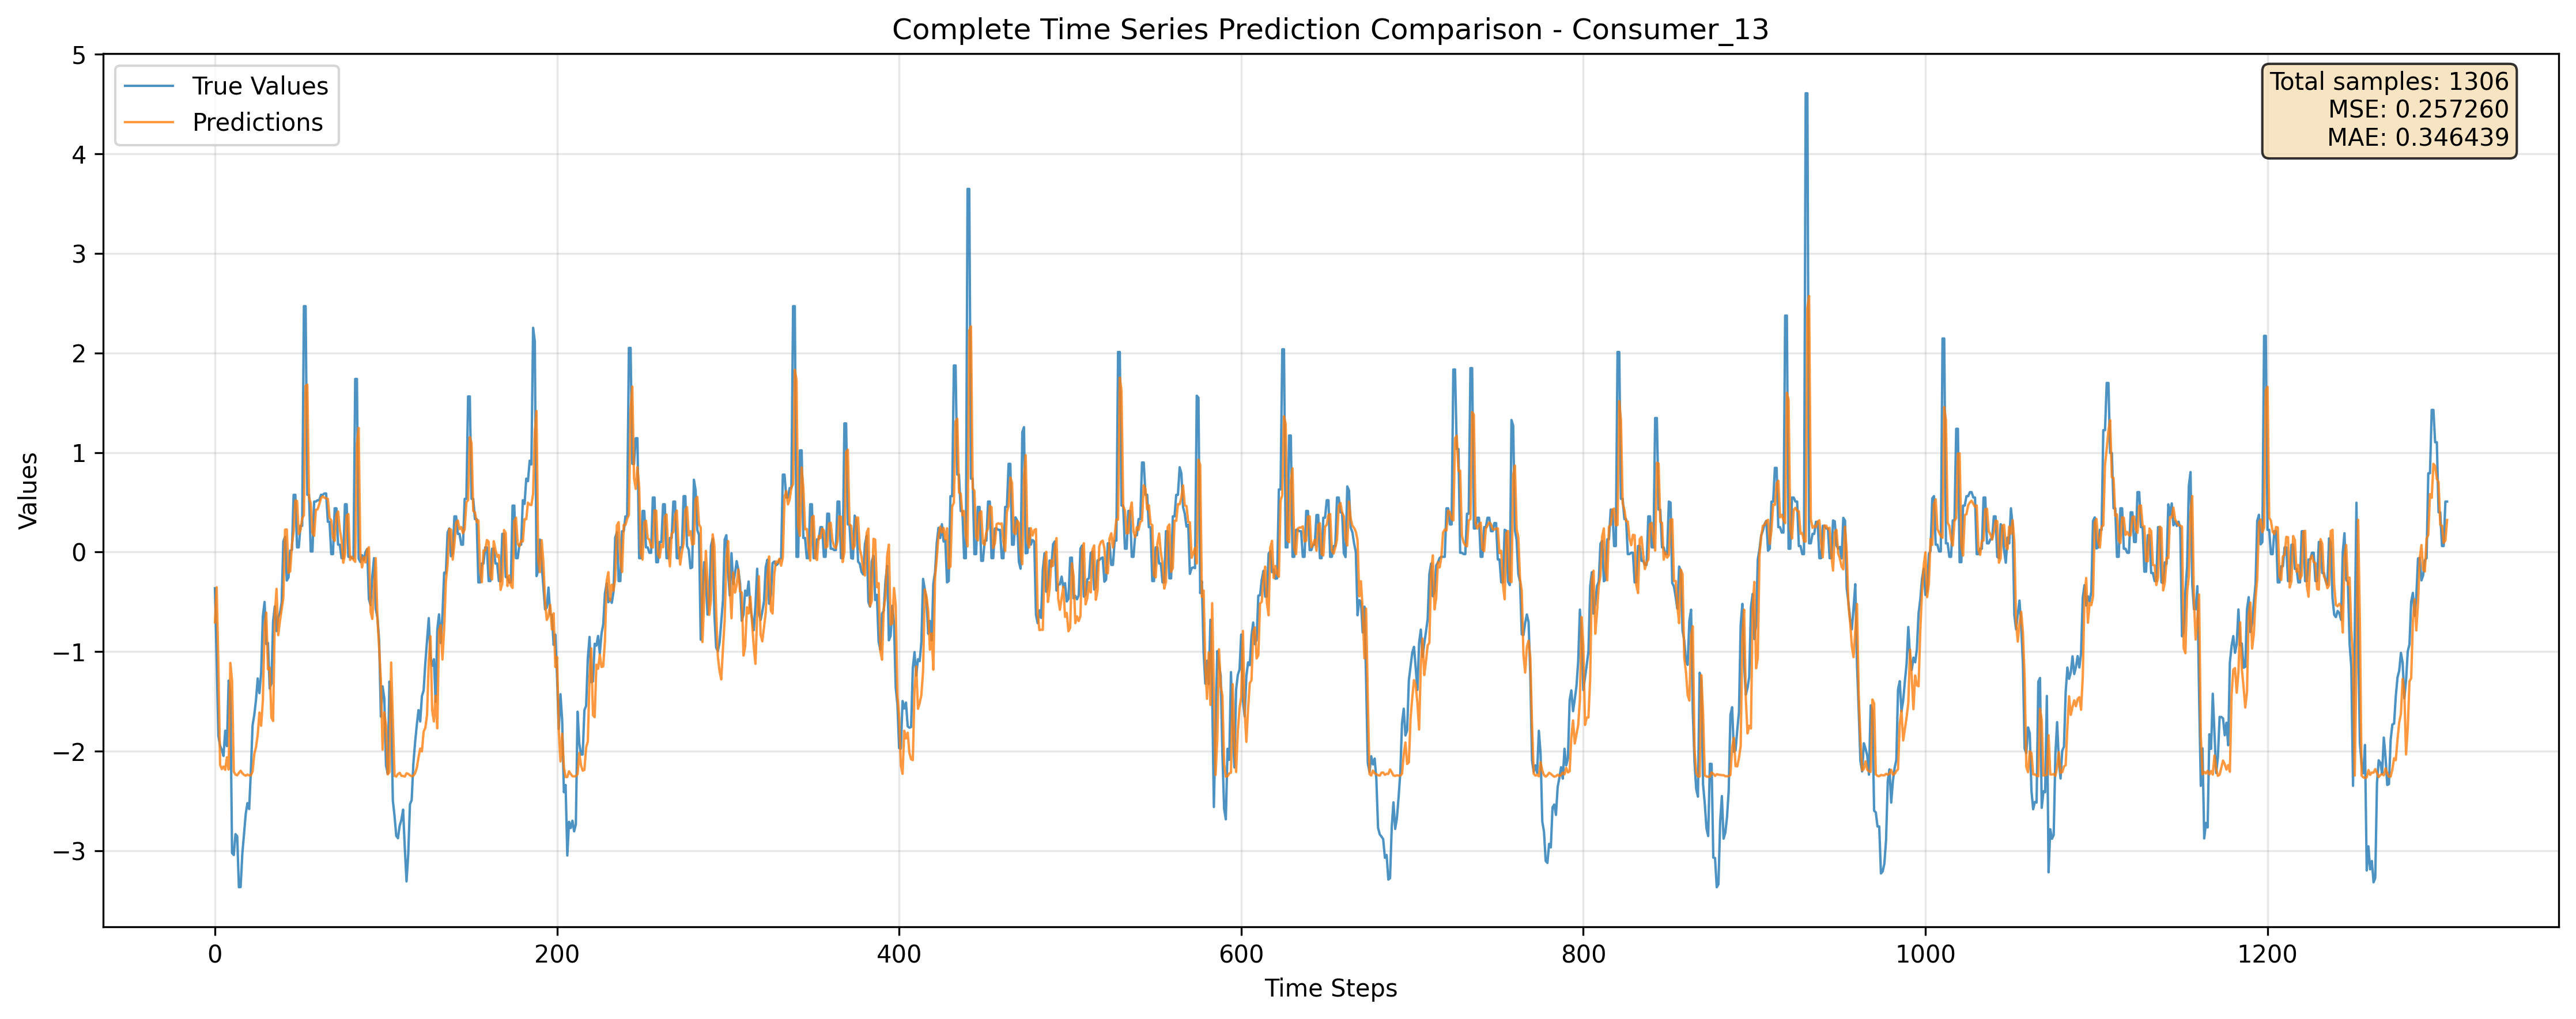 Complete Time Series Prediction Comparison - Consumer_13
True Values
Predictions
Total samples: 1306
MSE: 0.257260
MAE: 0.346439
Values
5
4
3
2
1
0
−1
−2
−3
0 200 400 600 800 1000 1200
Time Steps